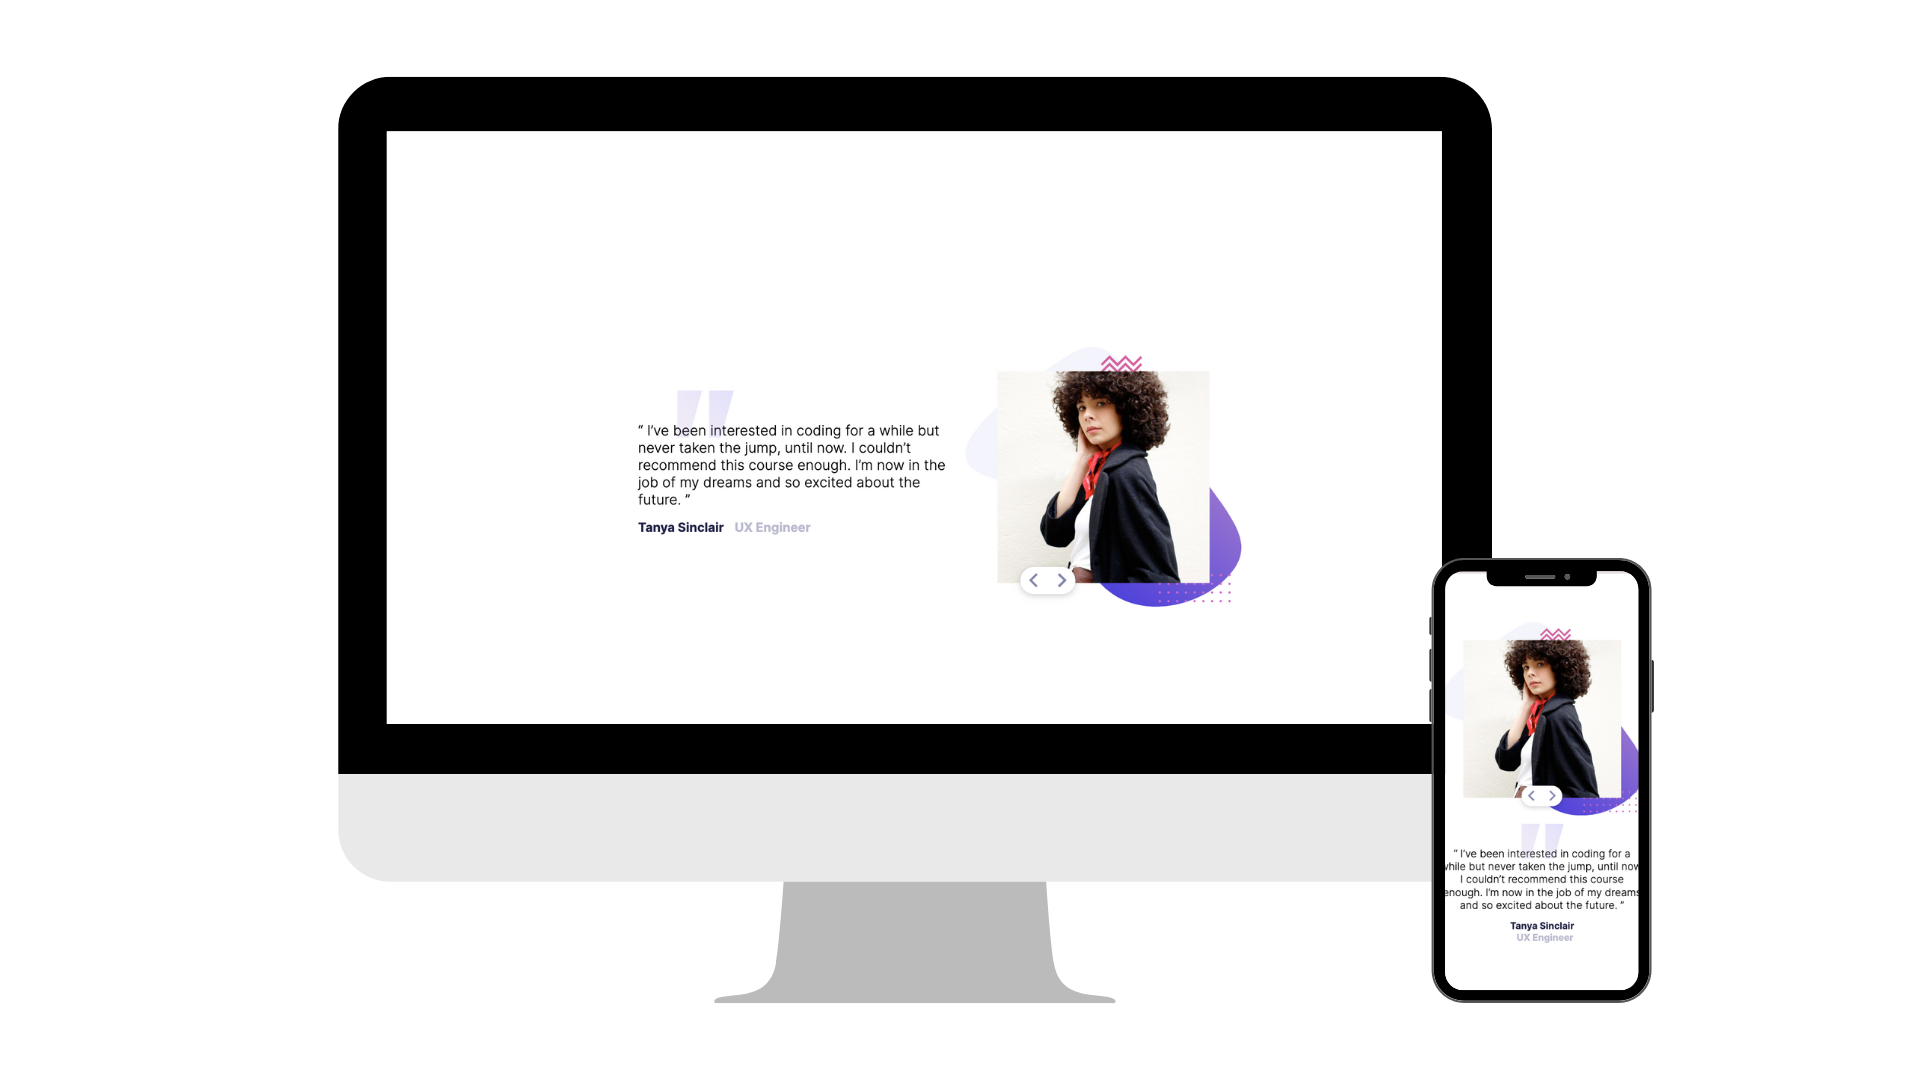 “ I’ve been interested in coding for a while but
never taken the jump, until now. I couldn’t
recommend this course enough. I’m now in the
job of my dreams and so excited about the
future. ”
Tanya Sinclair UX Engineer
“ I’ve been interested in coding for a
while but never taken the jump, until now.
I couldn’t recommend this course
enough. I’m now in the job of my dreams
and so excited about the future. ”
Tanya Sinclair
UX Engineer